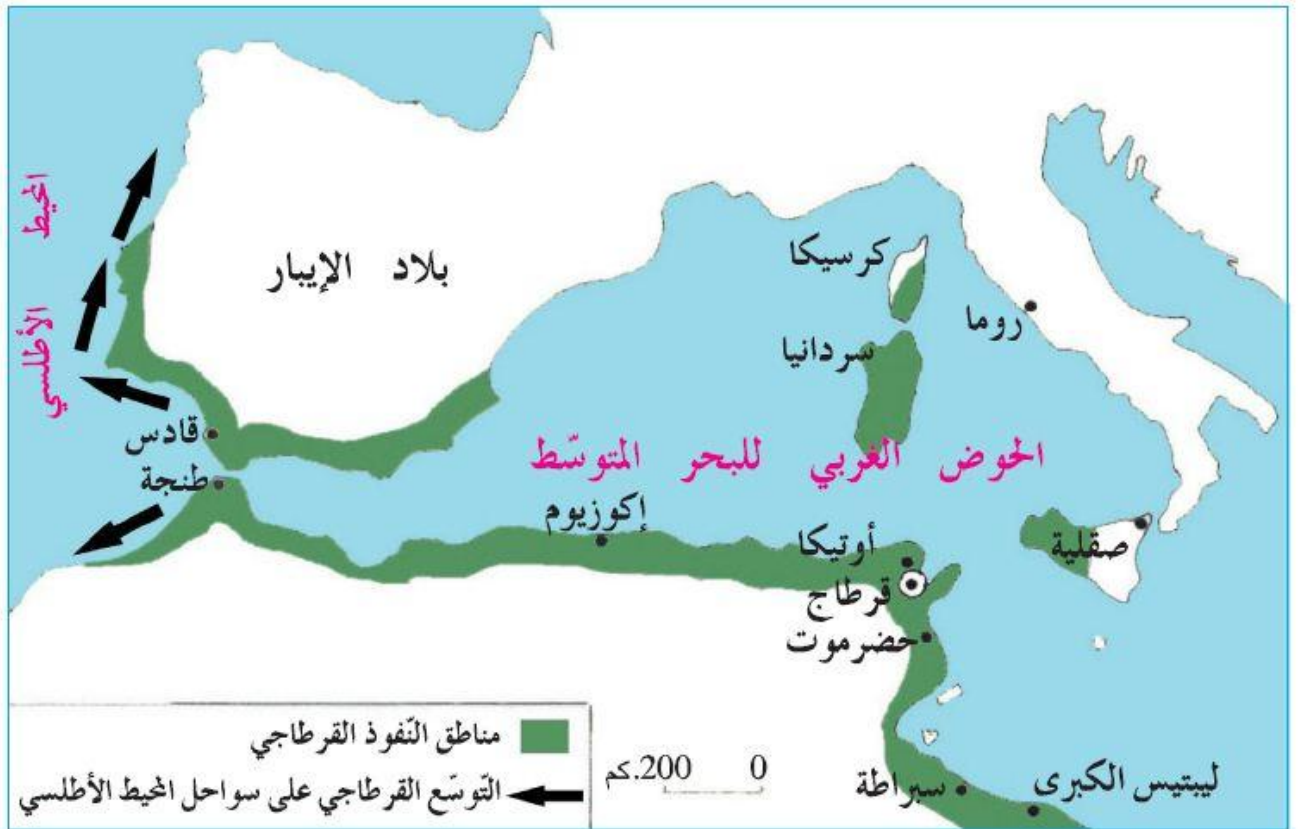 المحيط الأطلسي
بلاد الإيبار
كرسيكا
روما
سردانيا
قادس
الحوض الغربي للبحر المتوسّط
طنجة
إكوزيوم
أوتيكا
صقلية
قرطاج
حضرموت
مناطق النّفوذ القرطاجي
التّوسّع القرطاجي على سواحل المحيط الأطلسي
0 200.كم
سبراطة
ليبتيس الكبرى